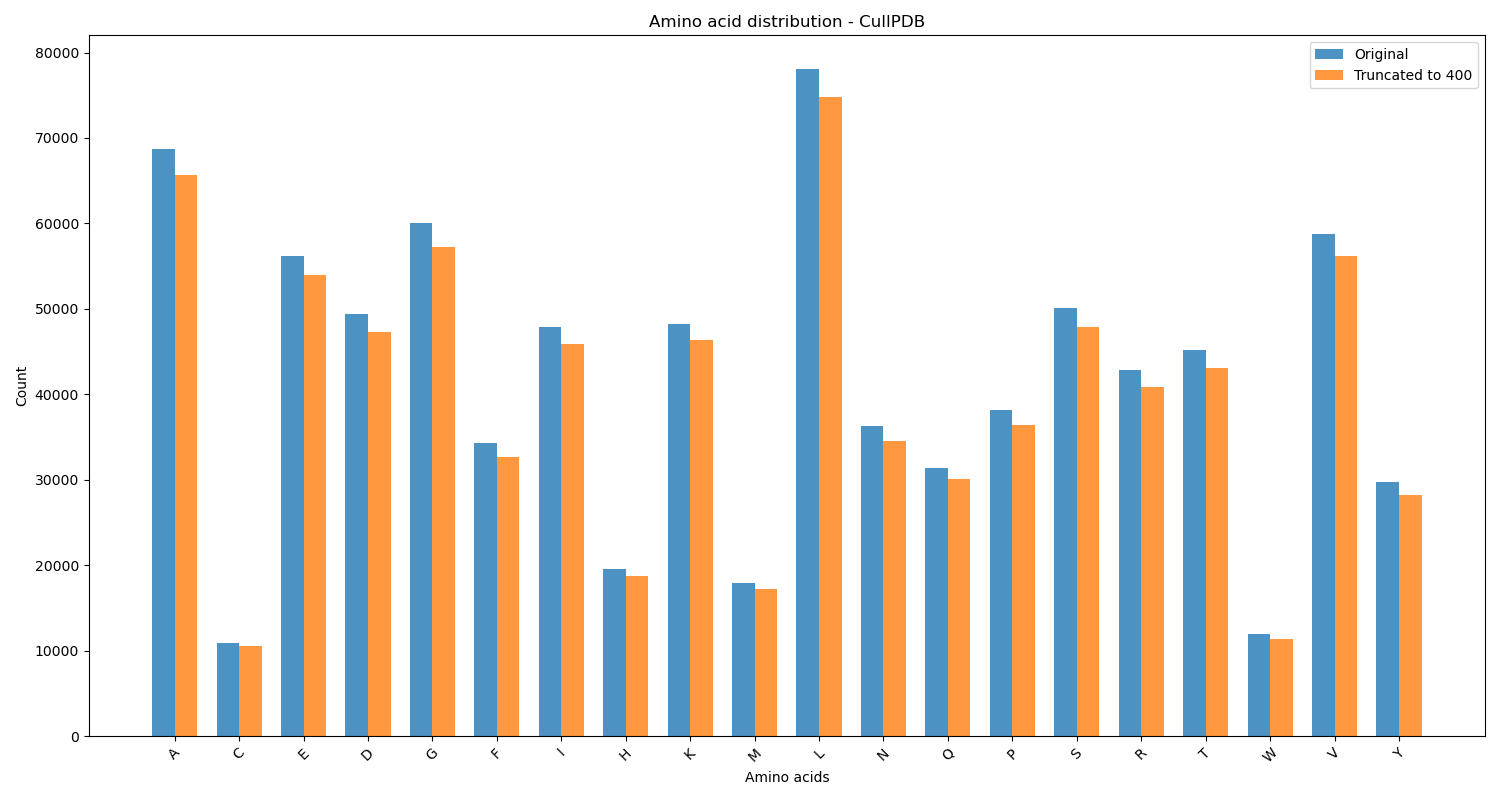 Amino acid distribution - CullPDB
Original
Truncated to 400
80000
70000
60000
50000
40000
30000
20000
10000
0
Count
A C E D G F I H K M L N Q P S R T W V Y
Amino acids